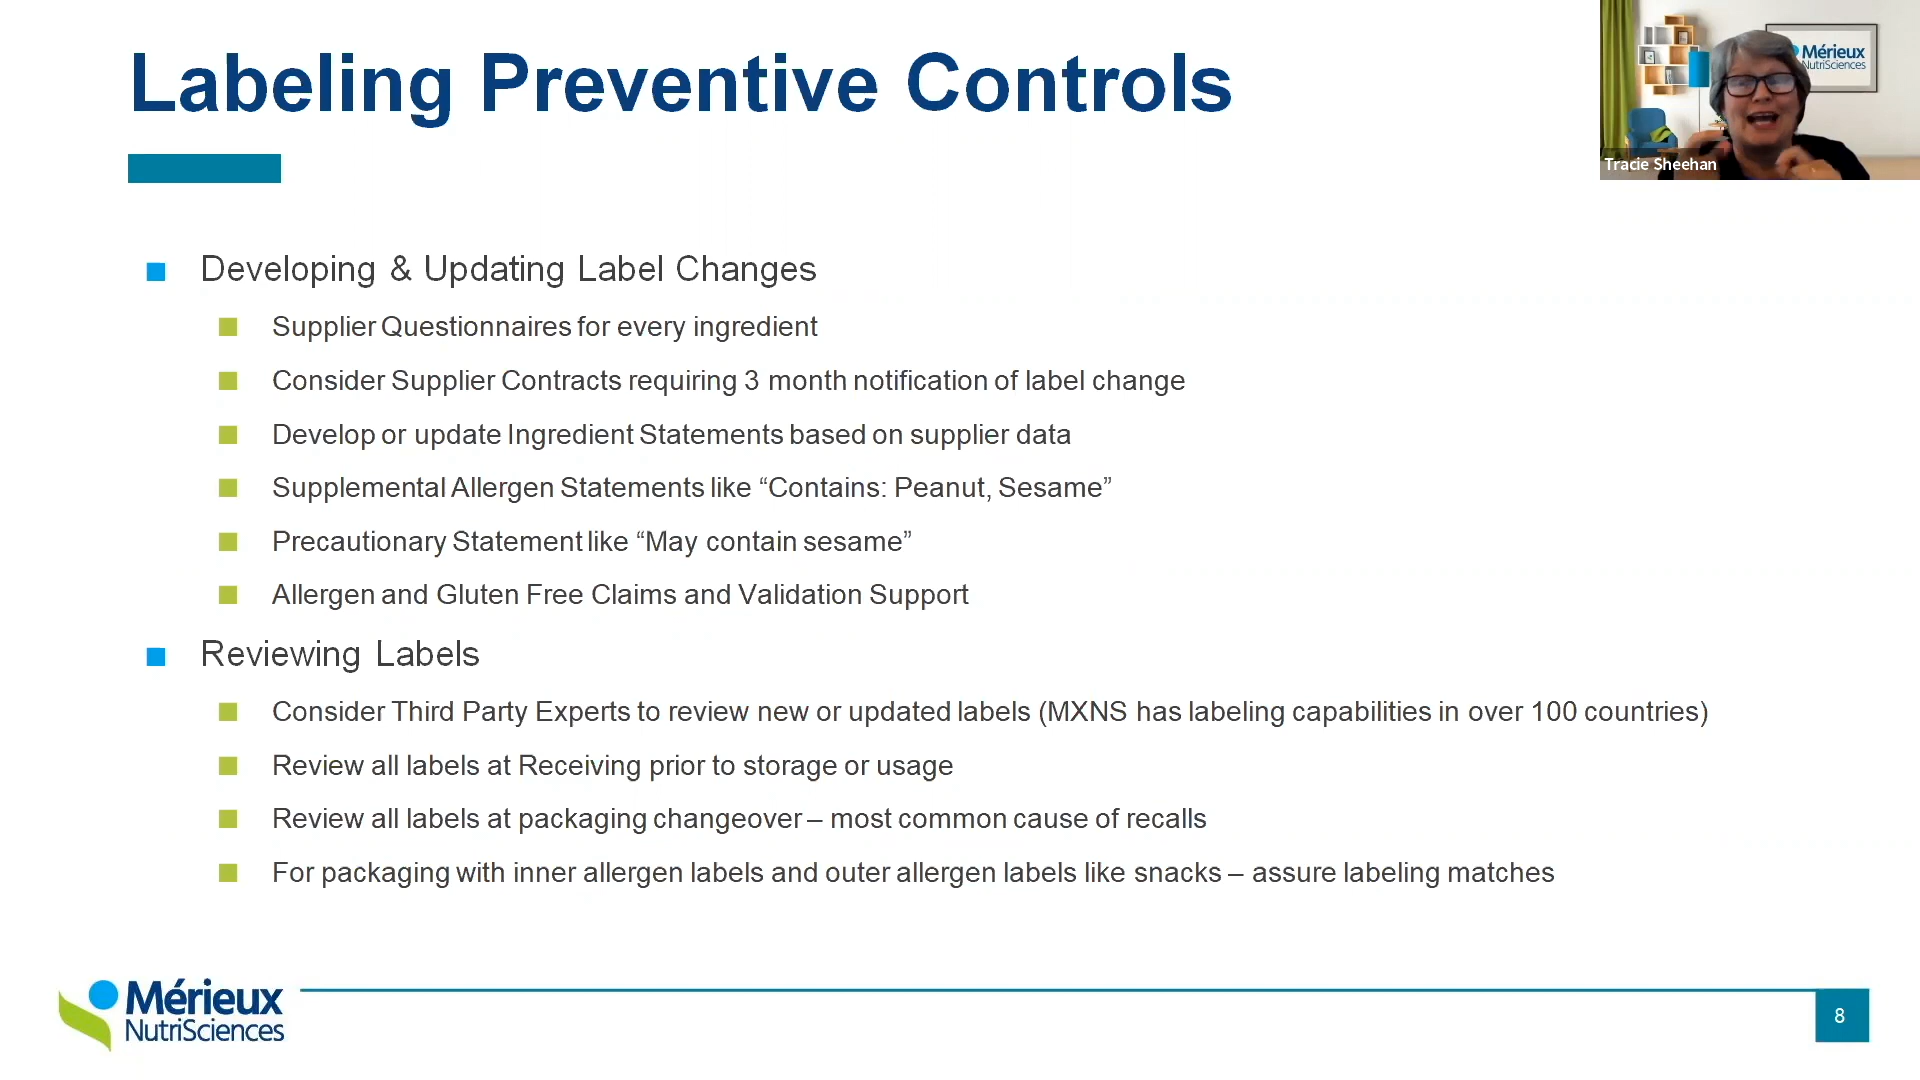 Labeling Preventive Controls
Mérieux
NutriSciences
Tracie Sheehan
Developing & Updating Label Changes
Supplier Questionnaires for every ingredient
Consider Supplier Contracts requiring 3 month notification of label change
Develop or update Ingredient Statements based on supplier data
Supplemental Allergen Statements like “Contains: Peanut, Sesame”
Precautionary Statement like “May contain sesame”
Allergen and Gluten Free Claims and Validation Support
Reviewing Labels
Consider Third Party Experts to review new or updated labels (MXNS has labeling capabilities in over 100 countries)
Review all labels at Receiving prior to storage or usage
Review all labels at packaging changeover – most common cause of recalls
For packaging with inner allergen labels and outer allergen labels like snacks – assure labeling matches
Mérieux
NutriSciences
8